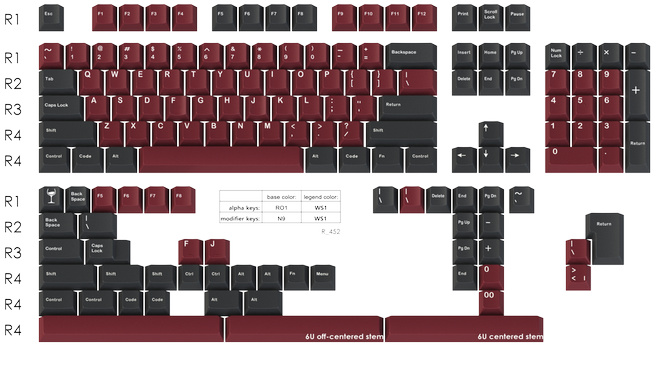 R1 Esc F1 F2 F3 F4 F5 F6 F7 F8 F9 F10 F11 F12 Print Scroll Lock Pause
R1 ~ ` ! 1 @ 2 # 3 $ 4 % 5 ^ 6 & 7 * 8 ( 9 ) 0 — - + = Backspace Insert Home Pg Up Num Lock ÷ × −
R2 Tab Q W E R T Y U I O P { [ } ] | \ Delete End Pg Dn 7 8 9 +
R3 Caps Lock A S D F G H J K L : ; " ' Return 4 5 6
R4 Shift Z X C V B N M < , > . ? / Shift Fn ↑ 1 2 3 Return
R4 Control Code Alt Alt Code Fn Control ← ↓ → 0 .
R1 Back Space F5 F6 F7 F8 | \ | \ Delete End Pg Dn ~ `
base color: legend color:
alpha keys: RO1 WS1
modifier keys: N9 WS1
R_452
R2 Back Space | \ Pg Up − Return
R3 Control Caps Lock F J Pg Dn + | \
R4 Shift Shift Shift Ctrl Ctrl Alt Alt Fn Menu End 0 > < |
R4 Control Control Code Code Alt Alt 00
R4 6U off-centered stem 6U centered stem